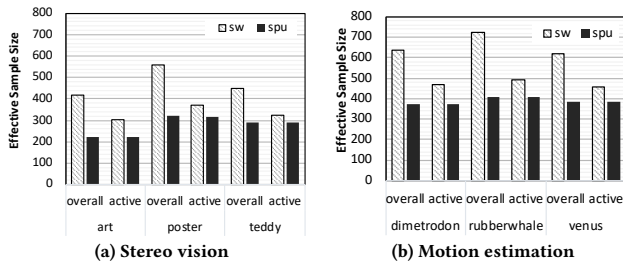 800
700
600
500
400
300
200
100
0
Effective Sample Size
sw spu
overall active overall active overall active
art poster teddy
(a) Stereo vision
800
700
600
500
400
300
200
100
0
Effective Sample Size
sw spu
overall active overall active overall active
dimetrodon rubberwhale venus
(b) Motion estimation